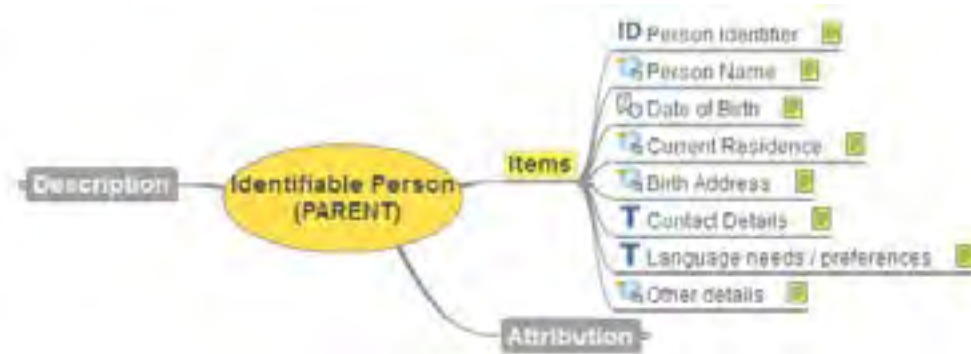 Description
Identifiable Person
(PARENT)
Items
ID Person Identifier
Person Name
Date of Birth
Current Residence
Birth Address
T Contact Details
T Language needs / preferences
Other details
Attribution